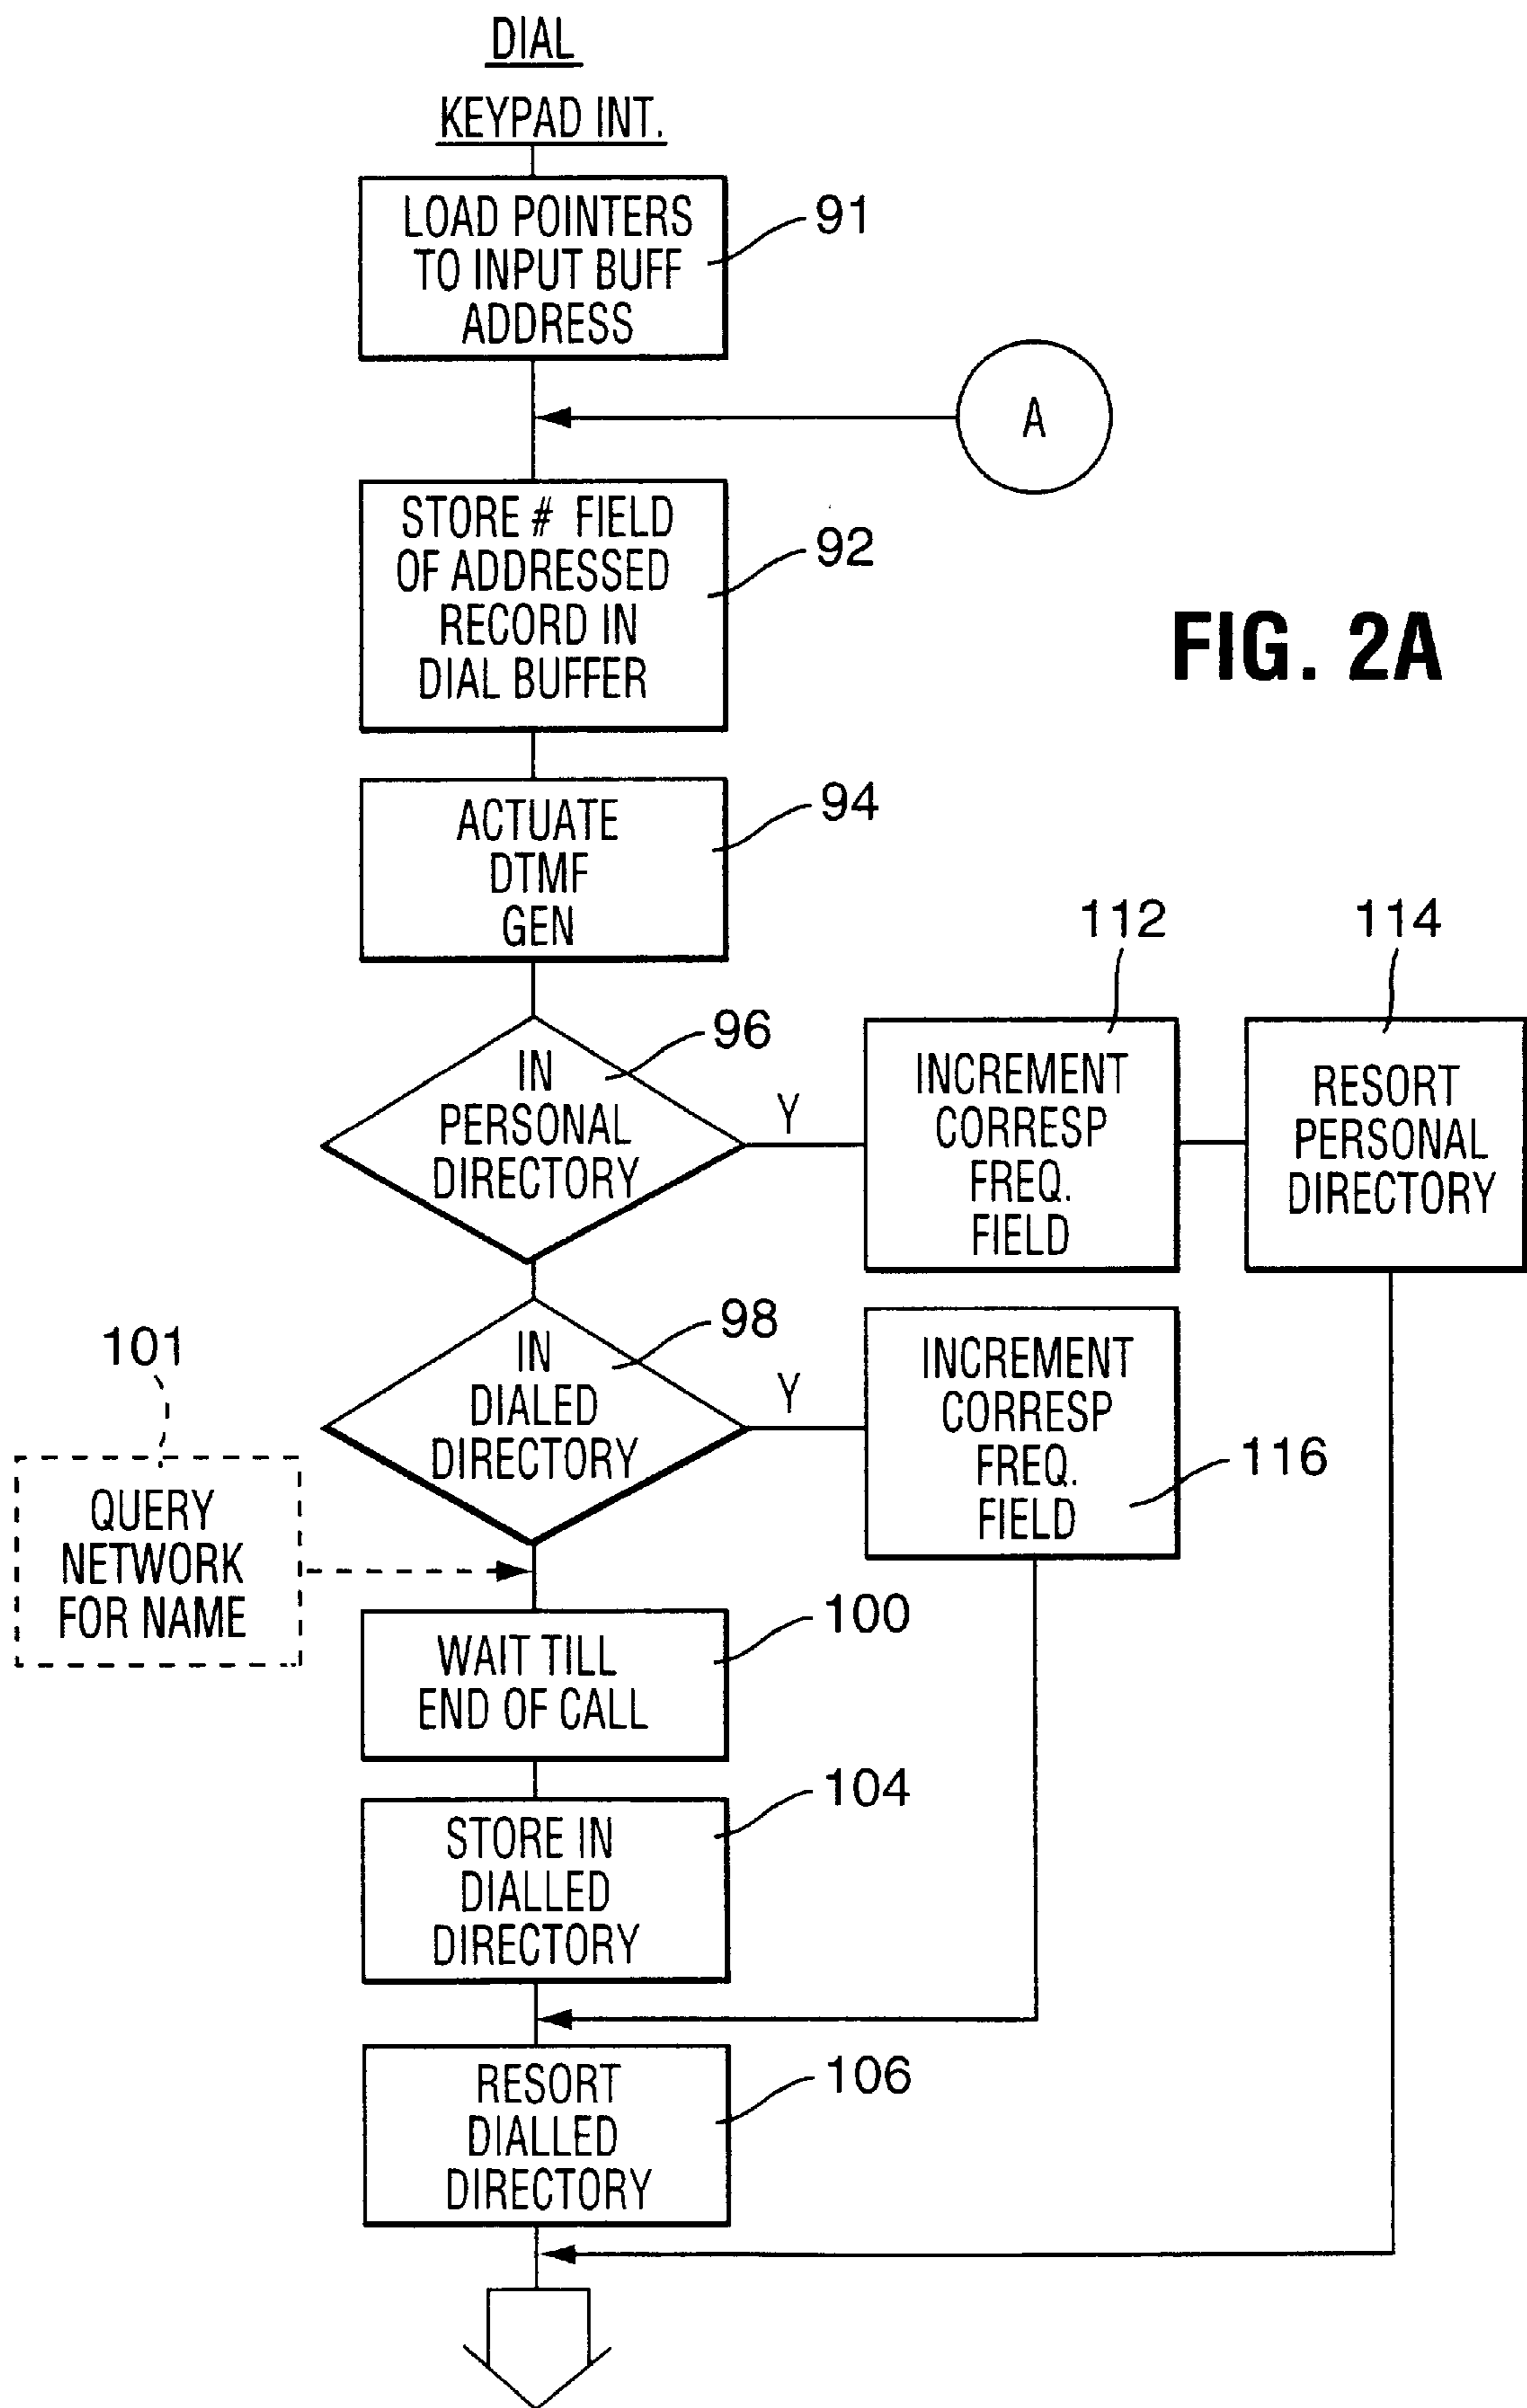 DIAL
KEYPAD INT.
LOAD POINTERS
TO INPUT BUFF
ADDRESS
91
A
STORE # FIELD
OF ADDRESSED
RECORD IN
DIAL BUFFER
92
FIG. 2A
ACTUATE
DTMF
GEN
94
IN
PERSONAL
DIRECTORY
96
Y
INCREMENT
CORRESP
FREQ.
FIELD
112
RESORT
PERSONAL
DIRECTORY
114
IN
DIALED
DIRECTORY
98
Y
INCREMENT
CORRESP
FREQ.
FIELD
116
101
QUERY
NETWORK
FOR NAME
WAIT TILL
END OF CALL
100
STORE IN
DIALLED
DIRECTORY
104
RESORT
DIALLED
DIRECTORY
106